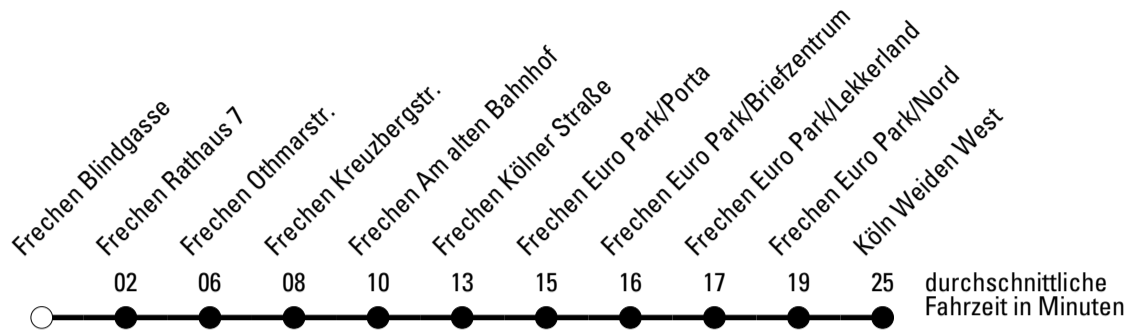 Frechen Blindgasse
Frechen Rathaus 7
Frechen Othmarstr.
Frechen Kreuzbergstr.
Frechen Am alten Bahnhof
Frechen Kölner Straße
Frechen Euro Park/Porta
Frechen Euro Park/Briefzentrum
Frechen Euro Park/Lekkerland
Frechen Euro Park/Nord
Köln Weiden West
02 06 08 10 13 15 16 17 19 25 durchschnittliche
Fahrzeit in Minuten